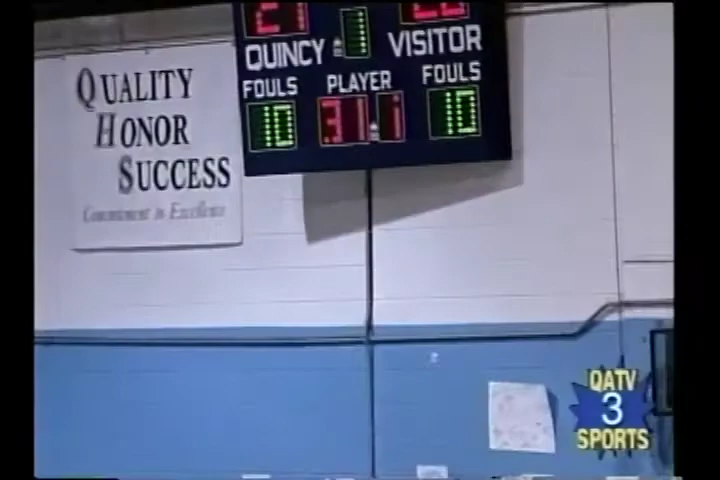 QUINCY
VISITOR
FOULS
PLAYER
FOULS
10
31
1
10
QUALITY
HONOR
SUCCESS
Commitment to Excellence
QATV
3
SPORTS